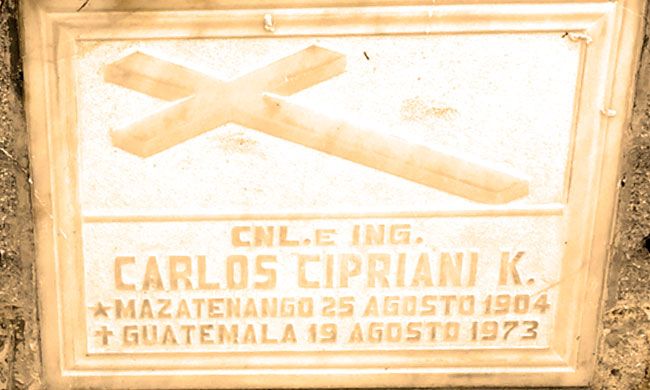 CNL.E ING.
CARLOS CIPRIANI K.
★MAZATENANGO 25 AGOSTO 1904
✝GUATEMALA 19 AGOSTO 1973